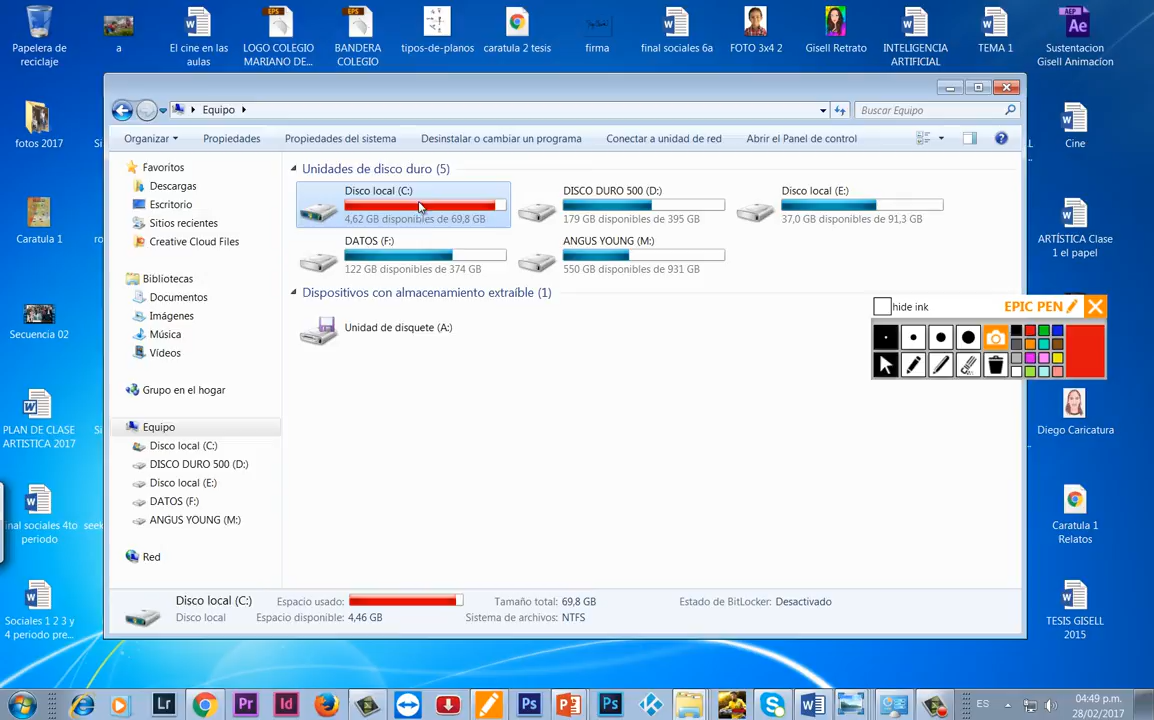 Papelera de
reciclaje
a
El cine en las
aulas
LOGO COLEGIO
MARIANO DE...
BANDERA
COLEGIO
tipos-de-planos
caratula 2 tesis
firma
final sociales 6a
FOTO 3x4 2
Gisell Retrato
INTELIGENCIA
ARTIFICIAL
TEMA 1
AEP
Ae
Sustentacion
Gisell Animacion
Equipo
Buscar Equipo
Organizar
Propiedades
Propiedades del sistema
Desinstalar o cambiar un programa
Conectar a unidad de red
Abrir el Panel de control
Favoritos
Descargas
Escritorio
Sitios recientes
Creative Cloud Files
Bibliotecas
Documentos
Imágenes
Música
Vídeos
Grupo en el hogar
Equipo
Disco local (C:)
DISCO DURO 500 (D:)
Disco local (E:)
DATOS (F:)
ANGUS YOUNG (M:)
Red
Unidades de disco duro (5)
Disco local (C:)
4,62 GB disponibles de 69,8 GB
DISCO DURO 500 (D:)
179 GB disponibles de 395 GB
Disco local (E:)
37,0 GB disponibles de 91,3 GB
DATOS (F:)
122 GB disponibles de 374 GB
ANGUS YOUNG (M:)
550 GB disponibles de 931 GB
Dispositivos con almacenamiento extraíble (1)
Unidad de disquete (A:)
Disco local (C:)
Disco local
Espacio usado:
Espacio disponible: 4,46 GB
Tamaño total: 69,8 GB
Sistema de archivos: NTFS
Estado de BitLocker: Desactivado
hide ink
EPIC PEN
fotos 2017
Caratula 1
Secuencia 02
PLAN DE CLASE
ARTISTICA 2017
inal sociales 4to
periodo
seek
Sociales 1 2 3 y
4 periodo pre...
Cine
ARTÍSTICA Clase
1 el papel
Diego Caricatura
Caratula 1
Relatos
TESIS GISELL
2015
Lr
Pr
Id
Ps
Ps
ES
04:49 p.m.
28/02/2017